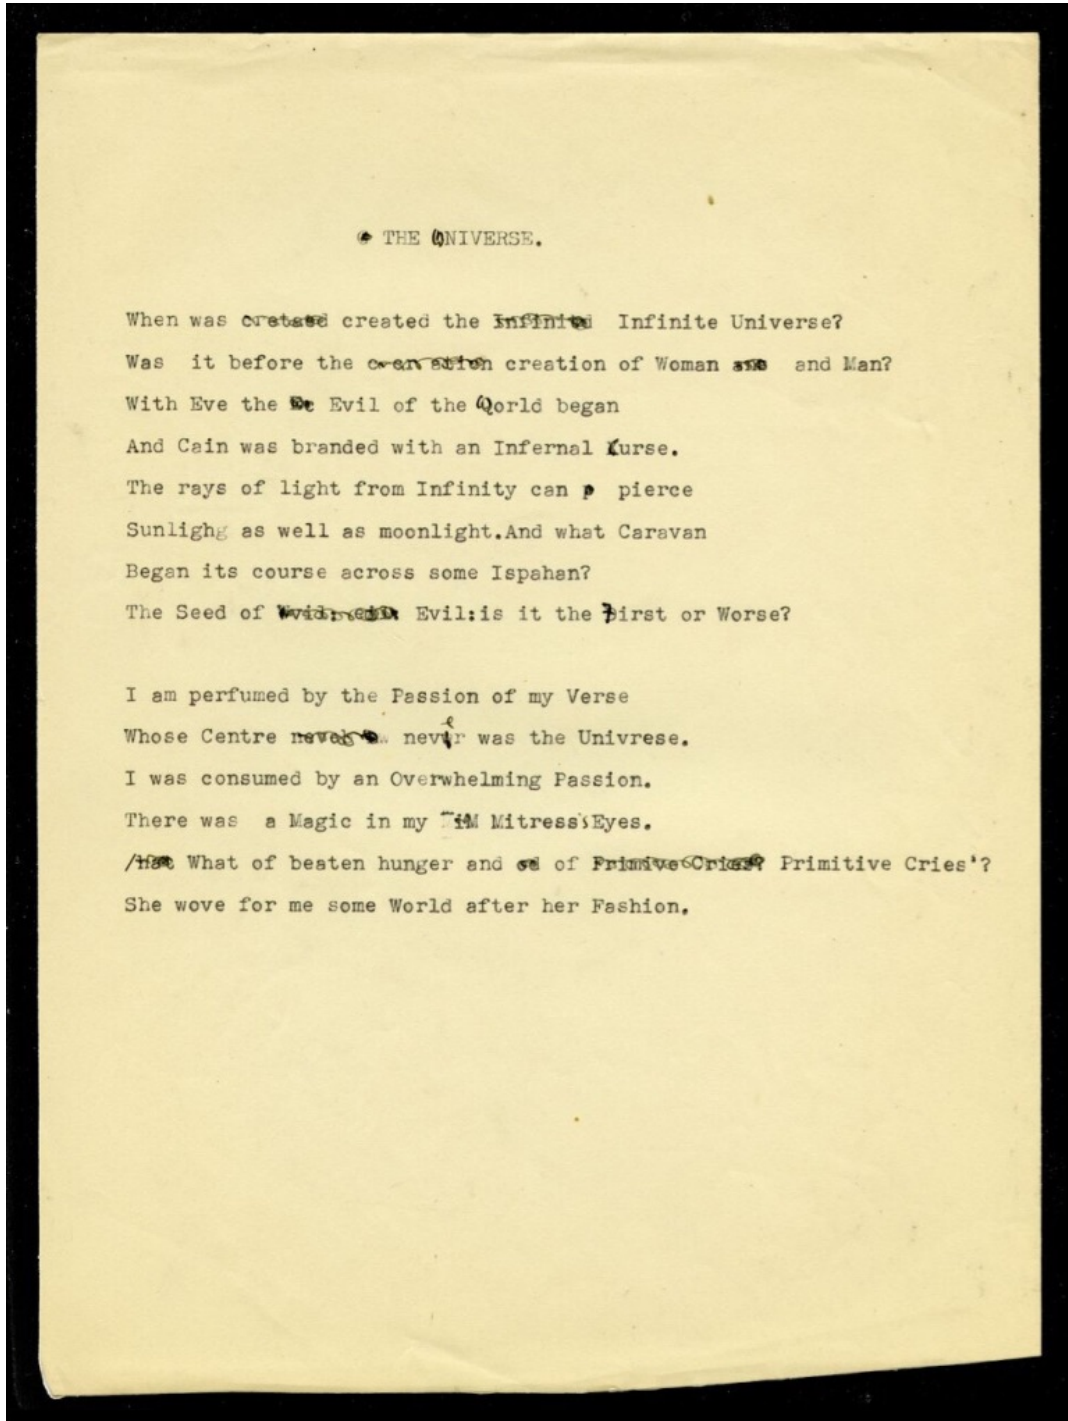 THE UNIVERSE.
When was created the Infinite Universe?
Was it before the creation of Woman and Man?
With Eve the Evil of the World began
And Cain was branded with an Infernal Curse.
The rays of light from Infinity can pierce
Sunlighg as well as moonlight.And what Caravan
Began its course across some Ispahan?
The Seed of Evil:is it the First or Worse?
I am perfumed by the Passion of my Verse
Whose Centre never was the Univrese.
I was consumed by an Overwhelming Passion.
There was a Magic in my Mitress'sEyes.
What of beaten hunger and of Primitive Cries'?
She wove for me some World after her Fashion.